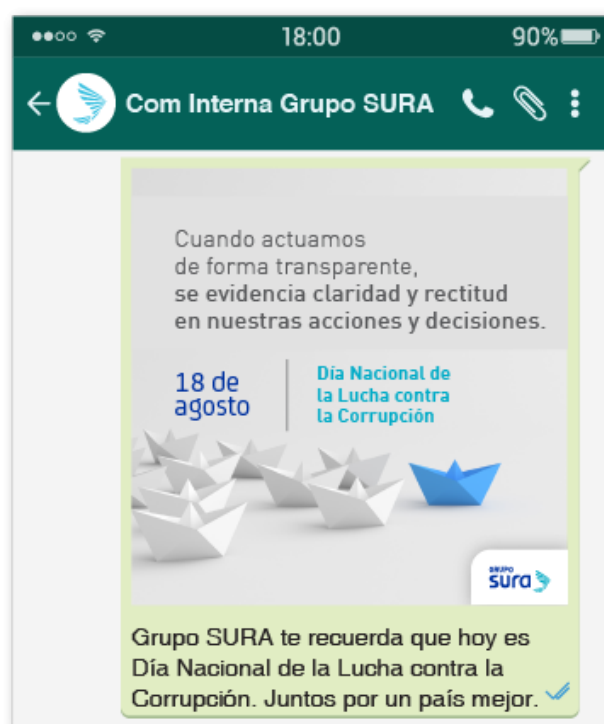 18:00
90%
Com Interna Grupo SURA
Cuando actuamos
de forma transparente,
se evidencia claridad y rectitud
en nuestras acciones y decisiones.
18 de
agosto
Día Nacional de
la Lucha contra
la Corrupción
GRUPO
sura
Grupo SURA te recuerda que hoy es
Día Nacional de la Lucha contra la
Corrupción. Juntos por un país mejor.